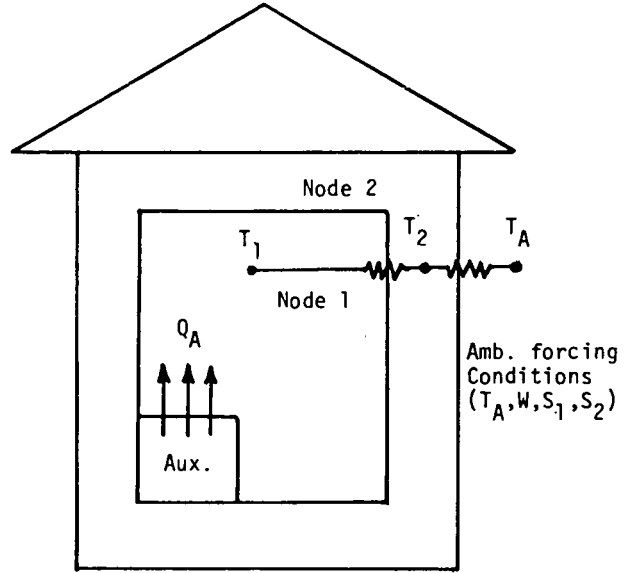 Node 2
T1
T2
TA
Node 1
QA
Amb. forcing
Conditions
(TA,W,S1,S2)
Aux.